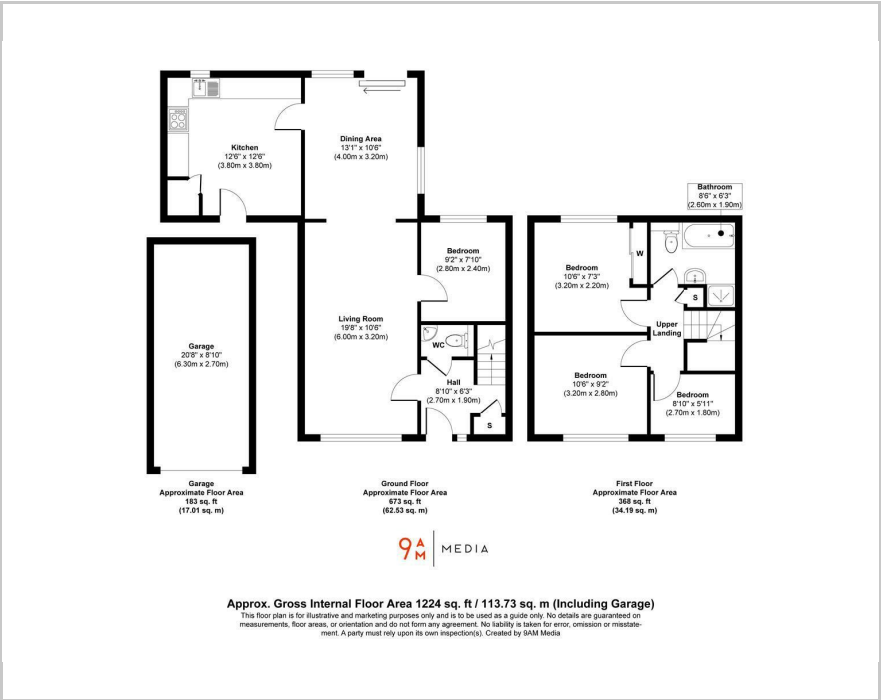 Kitchen
12'6" x 12'6"
(3.80m x 3.80m)
Dining Area
13'1" x 10'6"
(4.00m x 3.20m)
Bathroom
8'6" x 6'3"
(2.60m x 1.90m)
Bedroom
9'2" x 7'10"
(2.80m x 2.40m)
Bedroom
10'6" x 7'3"
(3.20m x 2.20m)
W
S
Upper
Landing
Garage
20'8" x 8'10"
(6.30m x 2.70m)
Living Room
19'8" x 10'6"
(6.00m x 3.20m)
WC
Hall
8'10" x 6'3"
(2.70m x 1.90m)
S
Bedroom
10'6" x 9'2"
(3.20m x 2.80m)
Bedroom
8'10" x 5'11"
(2.70m x 1.80m)
Garage
Approximate Floor Area
183 sq. ft
(17.01 sq. m)
Ground Floor
Approximate Floor Area
673 sq. ft
(62.53 sq. m)
First Floor
Approximate Floor Area
368 sq. ft
(34.19 sq. m)
9AM MEDIA
Approx. Gross Internal Floor Area 1224 sq. ft / 113.73 sq. m (Including Garage)
This floor plan is for illustrative and marketing purposes only and is to be used as a guide only. No details are guaranteed on
measurements, floor areas, or orientation and do not form any agreement. No liability is taken for error, omission or misstate-
ment. A party must rely upon its own inspection(s). Created by 9AM Media